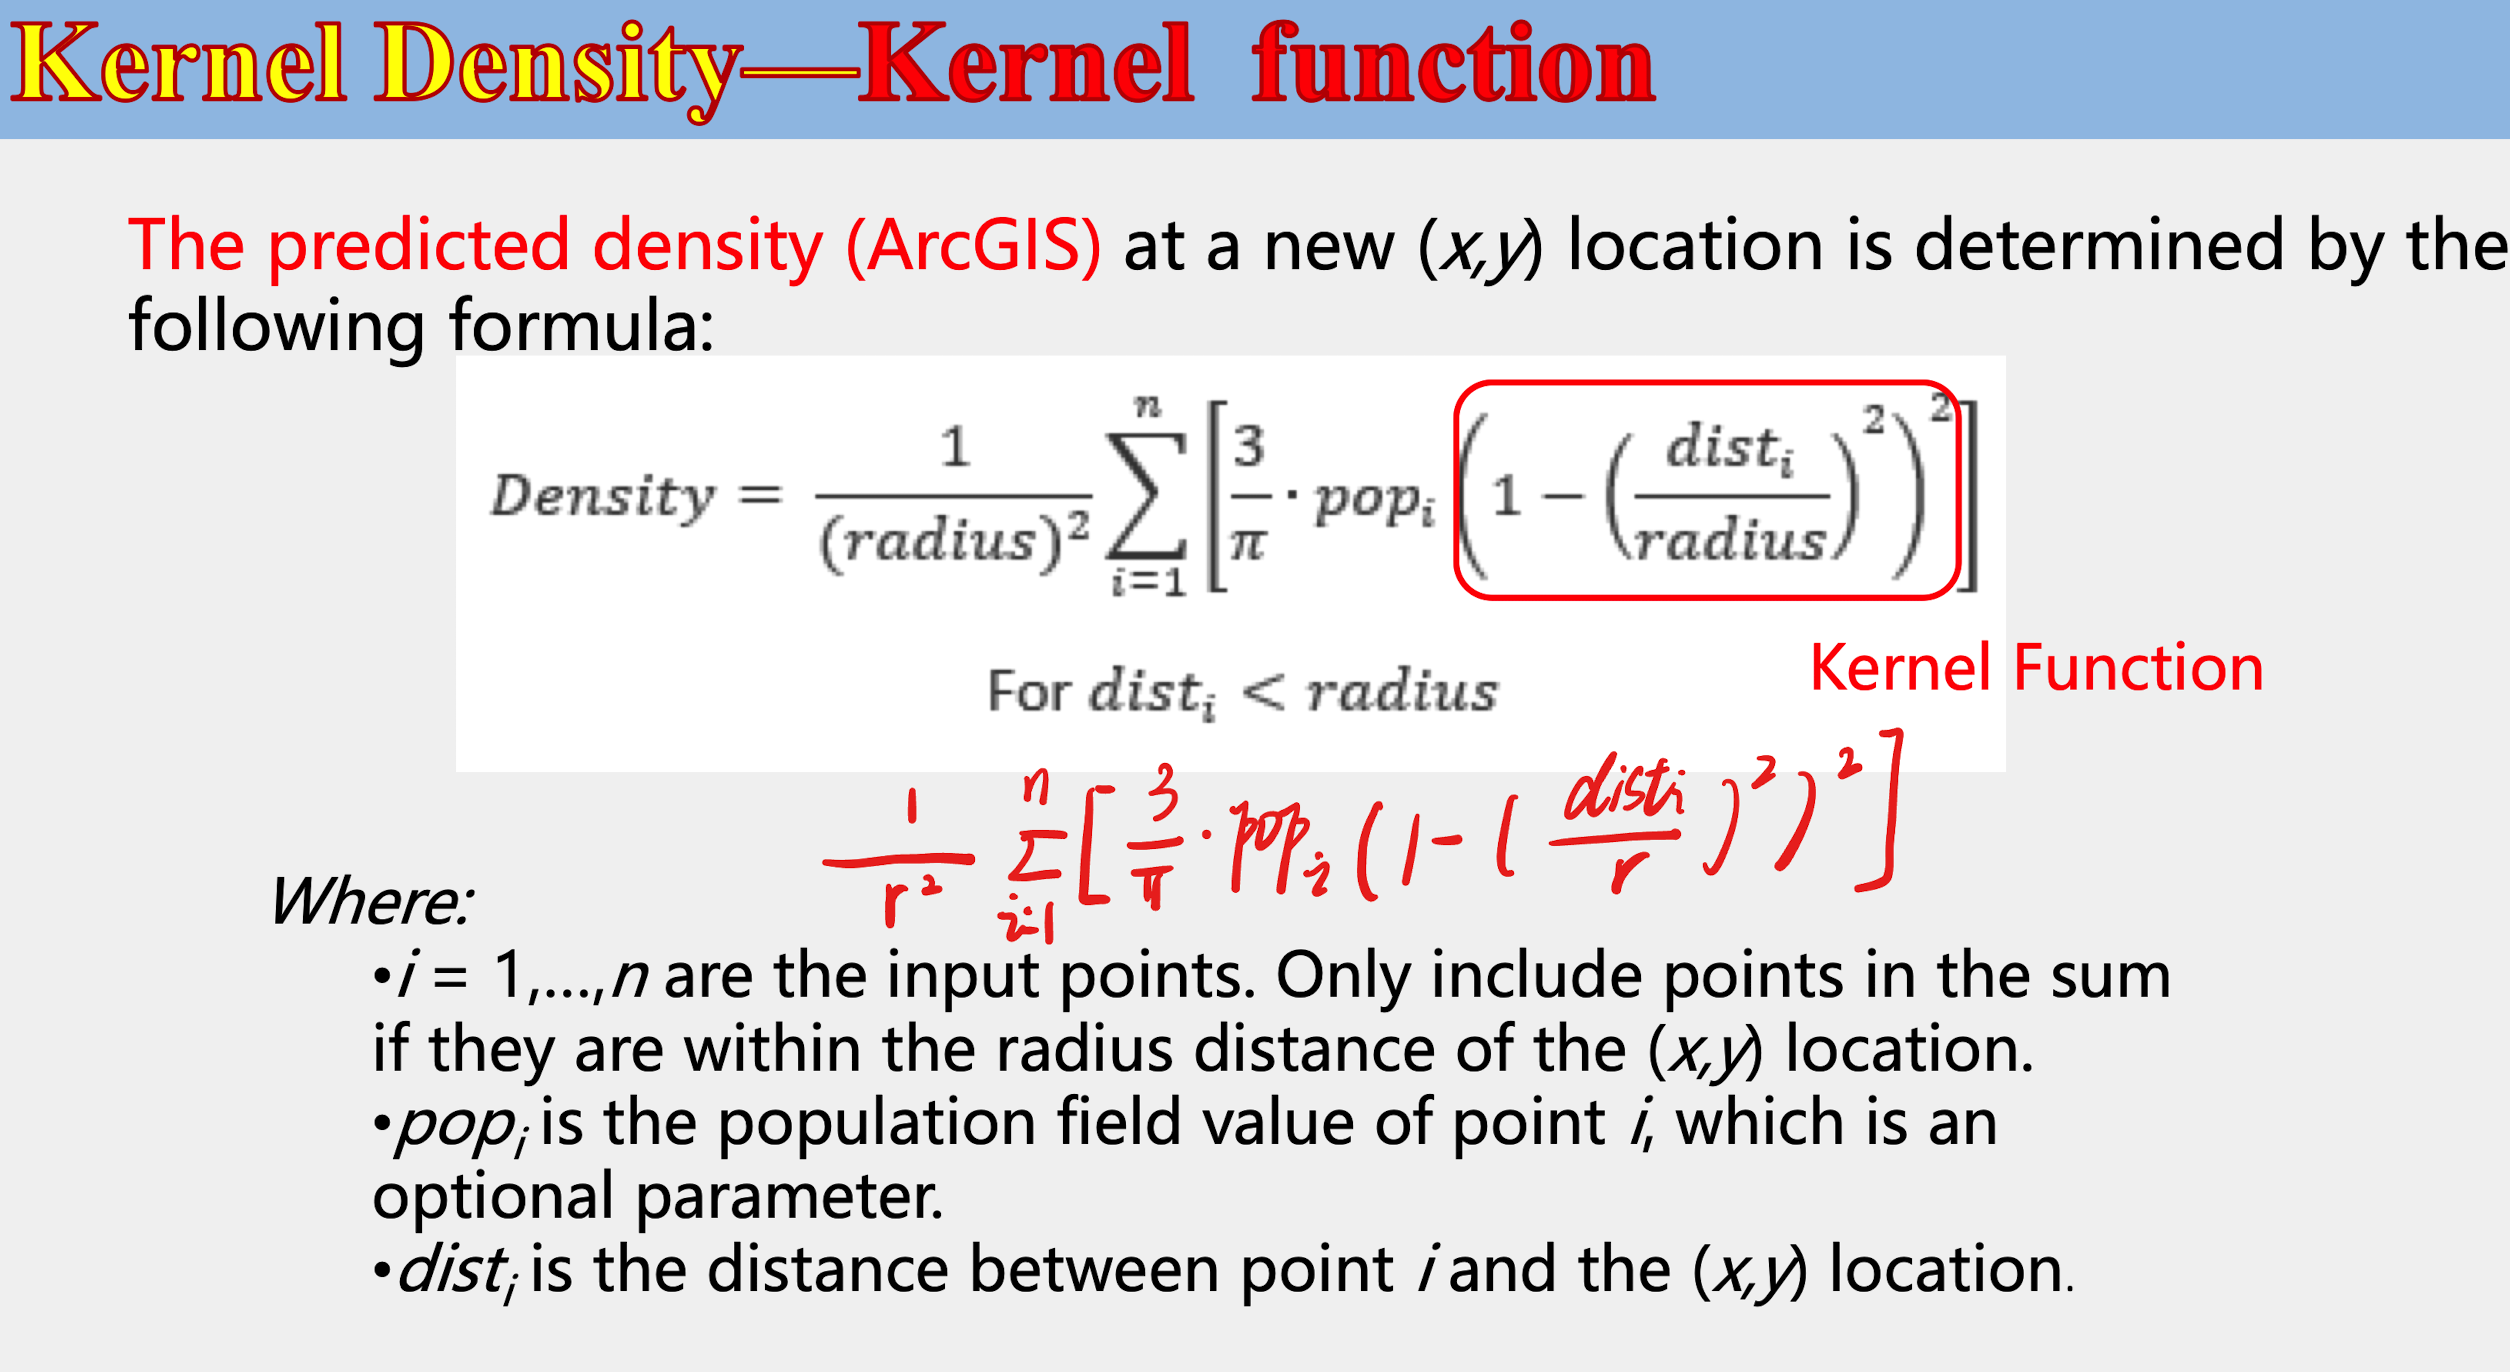 Kernel Density—Kernel function
The predicted density (ArcGIS) at a new (x,y) location is determined by the
following formula:
Density = \frac{1}{(radius)^2} \sum_{i=1}^{n} \left[ \frac{3}{\pi} \cdot pop_i \left( 1 - \left( \frac{dist_i}{radius} \right)^2 \right)^2 \right]
For dist_i < radius
Kernel Function
\frac{1}{r^2} \sum_{i=1}^{n} \left[ \frac{3}{\pi} \cdot pop_i \left( 1 - \left( \frac{dist_i}{r} \right)^2 \right)^2 \right]
Where:
•i = 1,...,n are the input points. Only include points in the sum
if they are within the radius distance of the (x,y) location.
•pop_i is the population field value of point i, which is an
optional parameter.
•dist_i is the distance between point i and the (x,y) location.